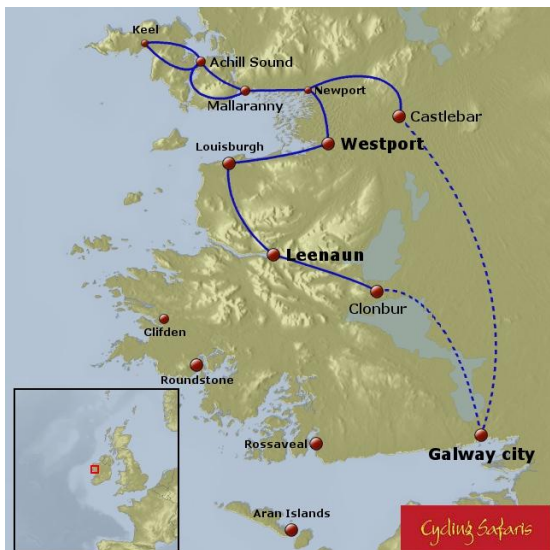 Keel
Achill Sound
Mallaranny
Newport
Castlebar
Westport
Louisburgh
Leenaun
Clonbur
Clifden
Roundstone
Rossaveal
Galway city
Aran Islands
Cycling Safaris